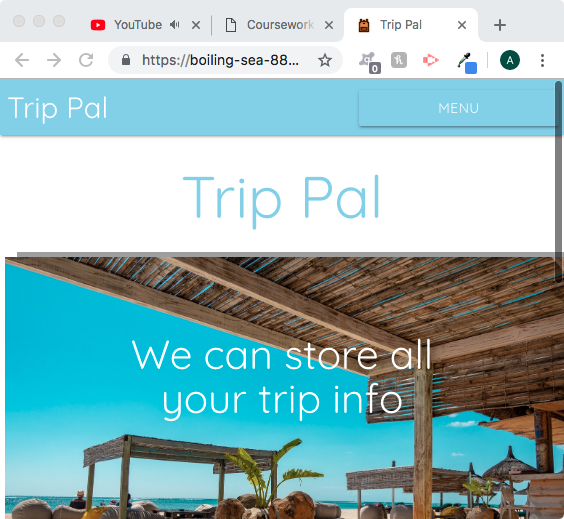 YouTube
Coursework
Trip Pal
https://boiling-sea-88...
0
A
Trip Pal
MENU
Trip Pal
We can store all
your trip info